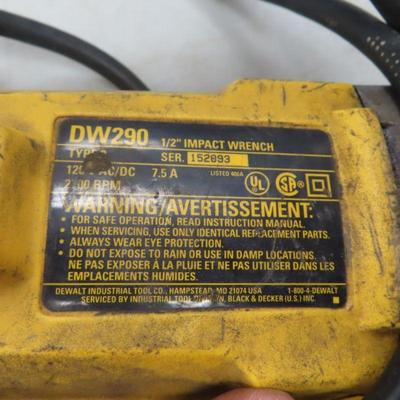 DW290 1/2" IMPACT WRENCH
SER. 152893
AC/DC 7.5 A LISTED
RPM
UL SA
WARNING/AVERTISSEMENT:
• FOR SAFE OPERATION, READ INSTRUCTION MANUAL.
• WHEN SERVICING, USE ONLY IDENTICAL REPLACEMENT PARTS.
• ALWAYS WEAR EYE PROTECTION.
• DO NOT EXPOSE TO RAIN OR USE IN DAMP LOCATIONS.
NE PAS EXPOSER À LA PLUIE ET NE PAS UTILISER DANS LES
EMPLACEMENTS HUMIDES.
DEWALT INDUSTRIAL TOOL CO., HAMPSTEAD, MD 21074 USA 1-800-4-DEWALT
SERVICED BY INDUSTRIAL TOOL BLACK & DECKER (U.S.) INC.